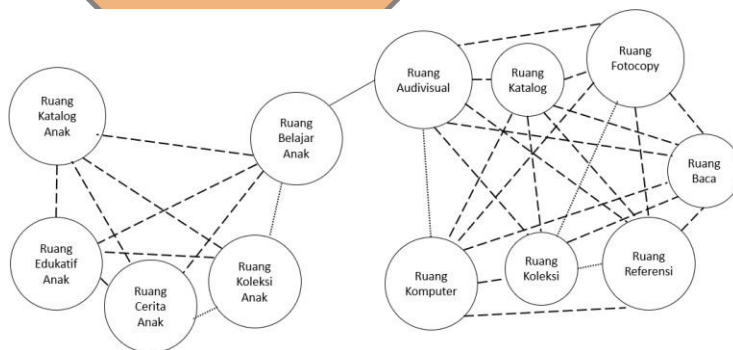 Ruang
Katalog
Anak
Ruang
Belajar
Anak
Ruang
Edukatif
Anak
Ruang
Cerita
Anak
Ruang
Koleksi
Anak
Ruang
Audivisual
Ruang
Katalog
Ruang
Fotocopy
Ruang
Baca
Ruang
Komputer
Ruang
Koleksi
Ruang
Referensi